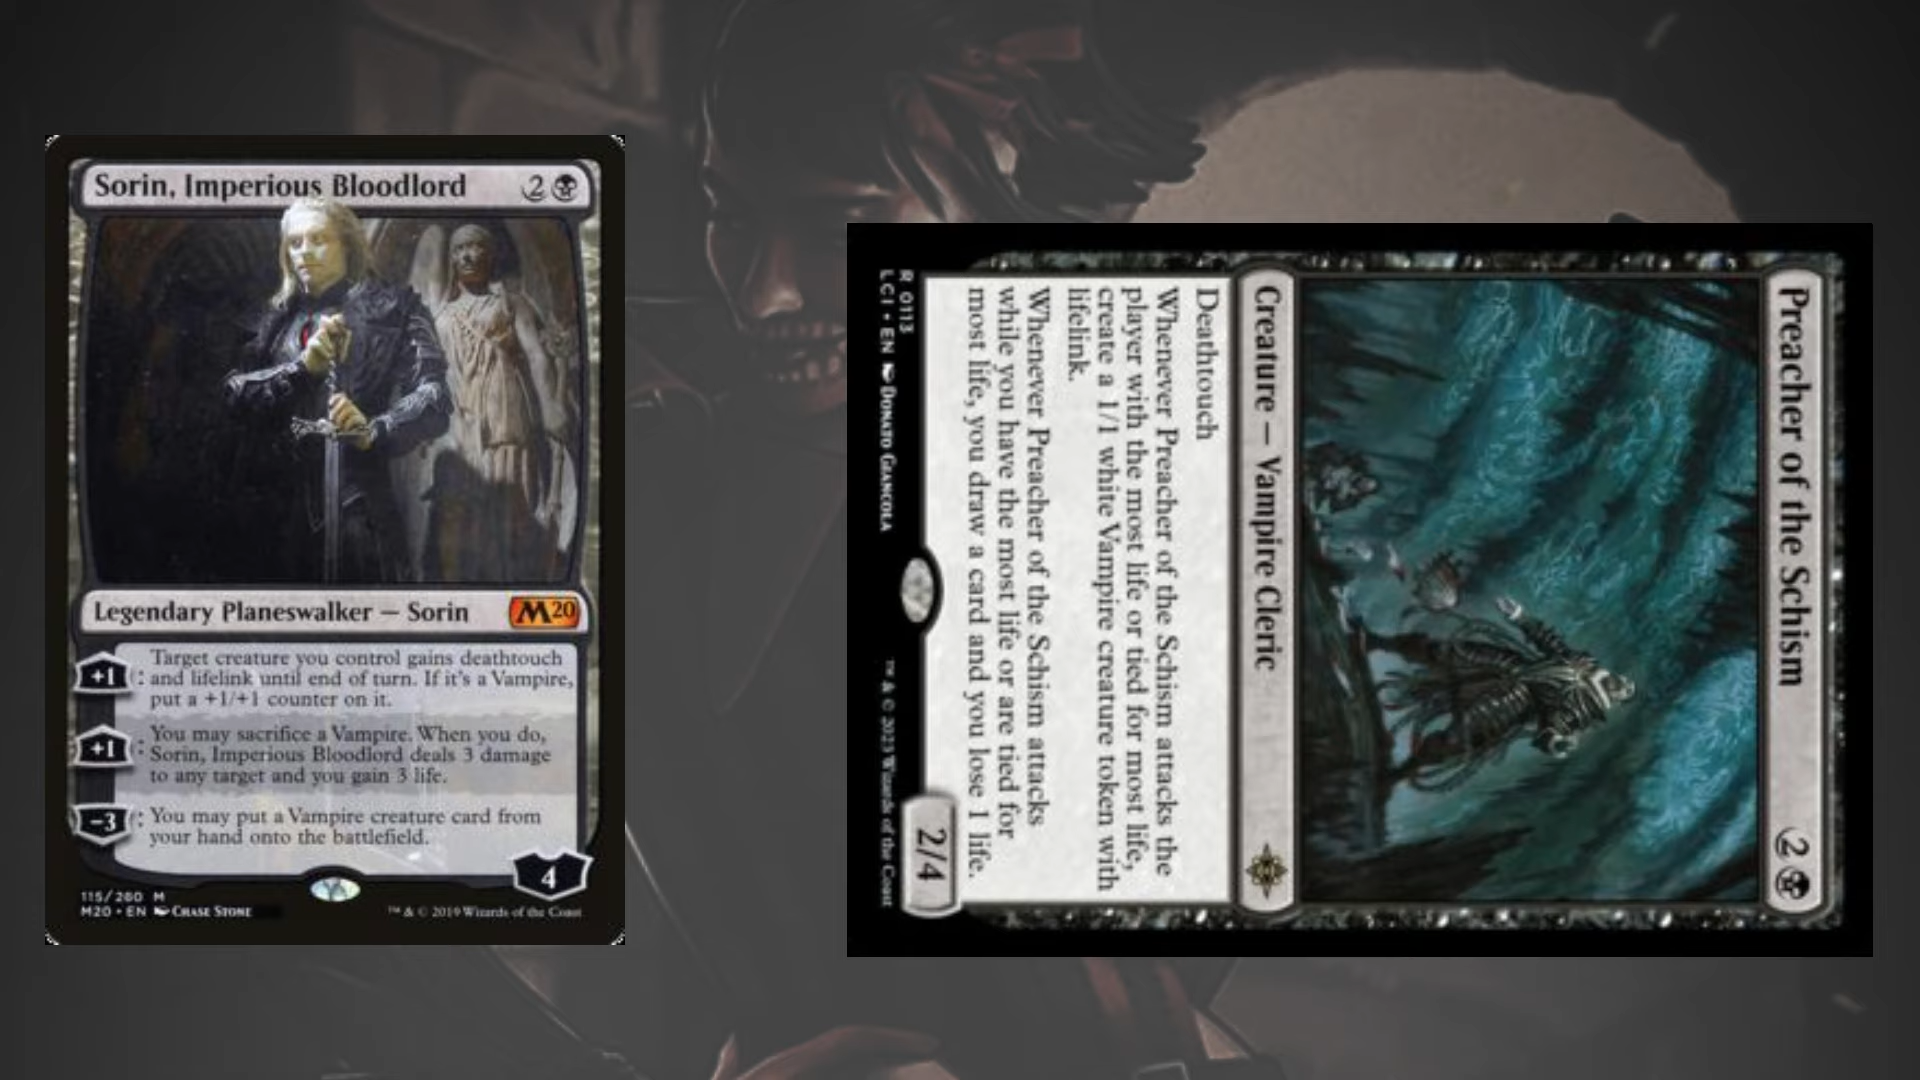 Sorin, Imperious Bloodlord 2
Legendary Planeswalker — Sorin M20
+1 : Target creature you control gains deathtouch
and lifelink until end of turn. If it's a Vampire,
put a +1/+1 counter on it.
+1 : You may sacrifice a Vampire. When you do,
Sorin, Imperious Bloodlord deals 3 damage
to any target and you gain 3 life.
−3 : You may put a Vampire creature card from
your hand onto the battlefield.
4
115/280 M
M20 • EN Chase Stone
™ & © 2019 Wizards of the Coast
Preacher of the Schism 2
Creature — Vampire Cleric
Deathtouch
Whenever Preacher of the Schism attacks the
player with the most life or tied for most life,
create a 1/1 white Vampire creature token with
lifelink.
Whenever Preacher of the Schism attacks
while you have the most life or are tied for
most life, you draw a card and you lose 1 life.
2/4
R 0113
LCI • EN Donato Giancola
™ & © 2023 Wizards of the Coast